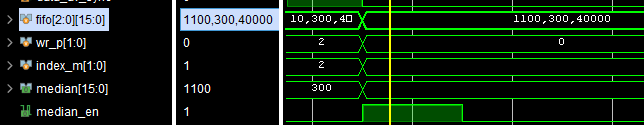 fifo[2:0][15:0] 1100,300,40000 10,300,4 1100,300,40000
wr_p[1:0] 0 2 0
index_m[1:0] 1 2
median[15:0] 1100 300
median_en 1